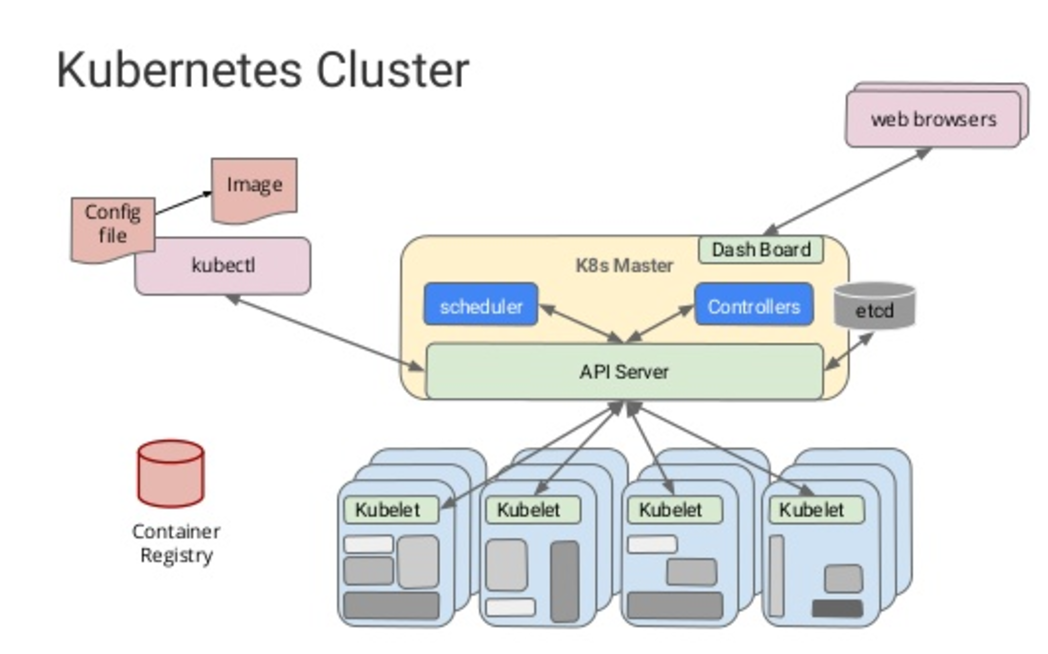 Kubernetes Cluster
web browsers
Image
Config
file
kubectl
Dash Board
K8s Master
scheduler
Controllers
etcd
API Server
Kubelet
Kubelet
Kubelet
Kubelet
Container
Registry